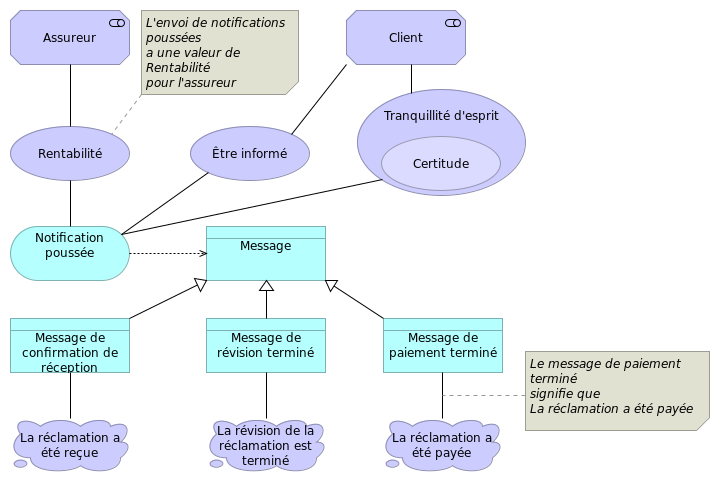 Assureur
L'envoi de notifications
poussées
a une valeur de
Rentabilité
pour l'assureur
Client
Tranquillité d'esprit
Rentabilité
Être informé
Certitude
Notification
poussée
Message
Message de
confirmation de
réception
Message de
révision terminé
Message de
paiement terminé
Le message de paiement
terminé
signifie que
La réclamation a été payée
La réclamation a
été reçue
La révision de la
réclamation est
terminé
La réclamation a
été payée